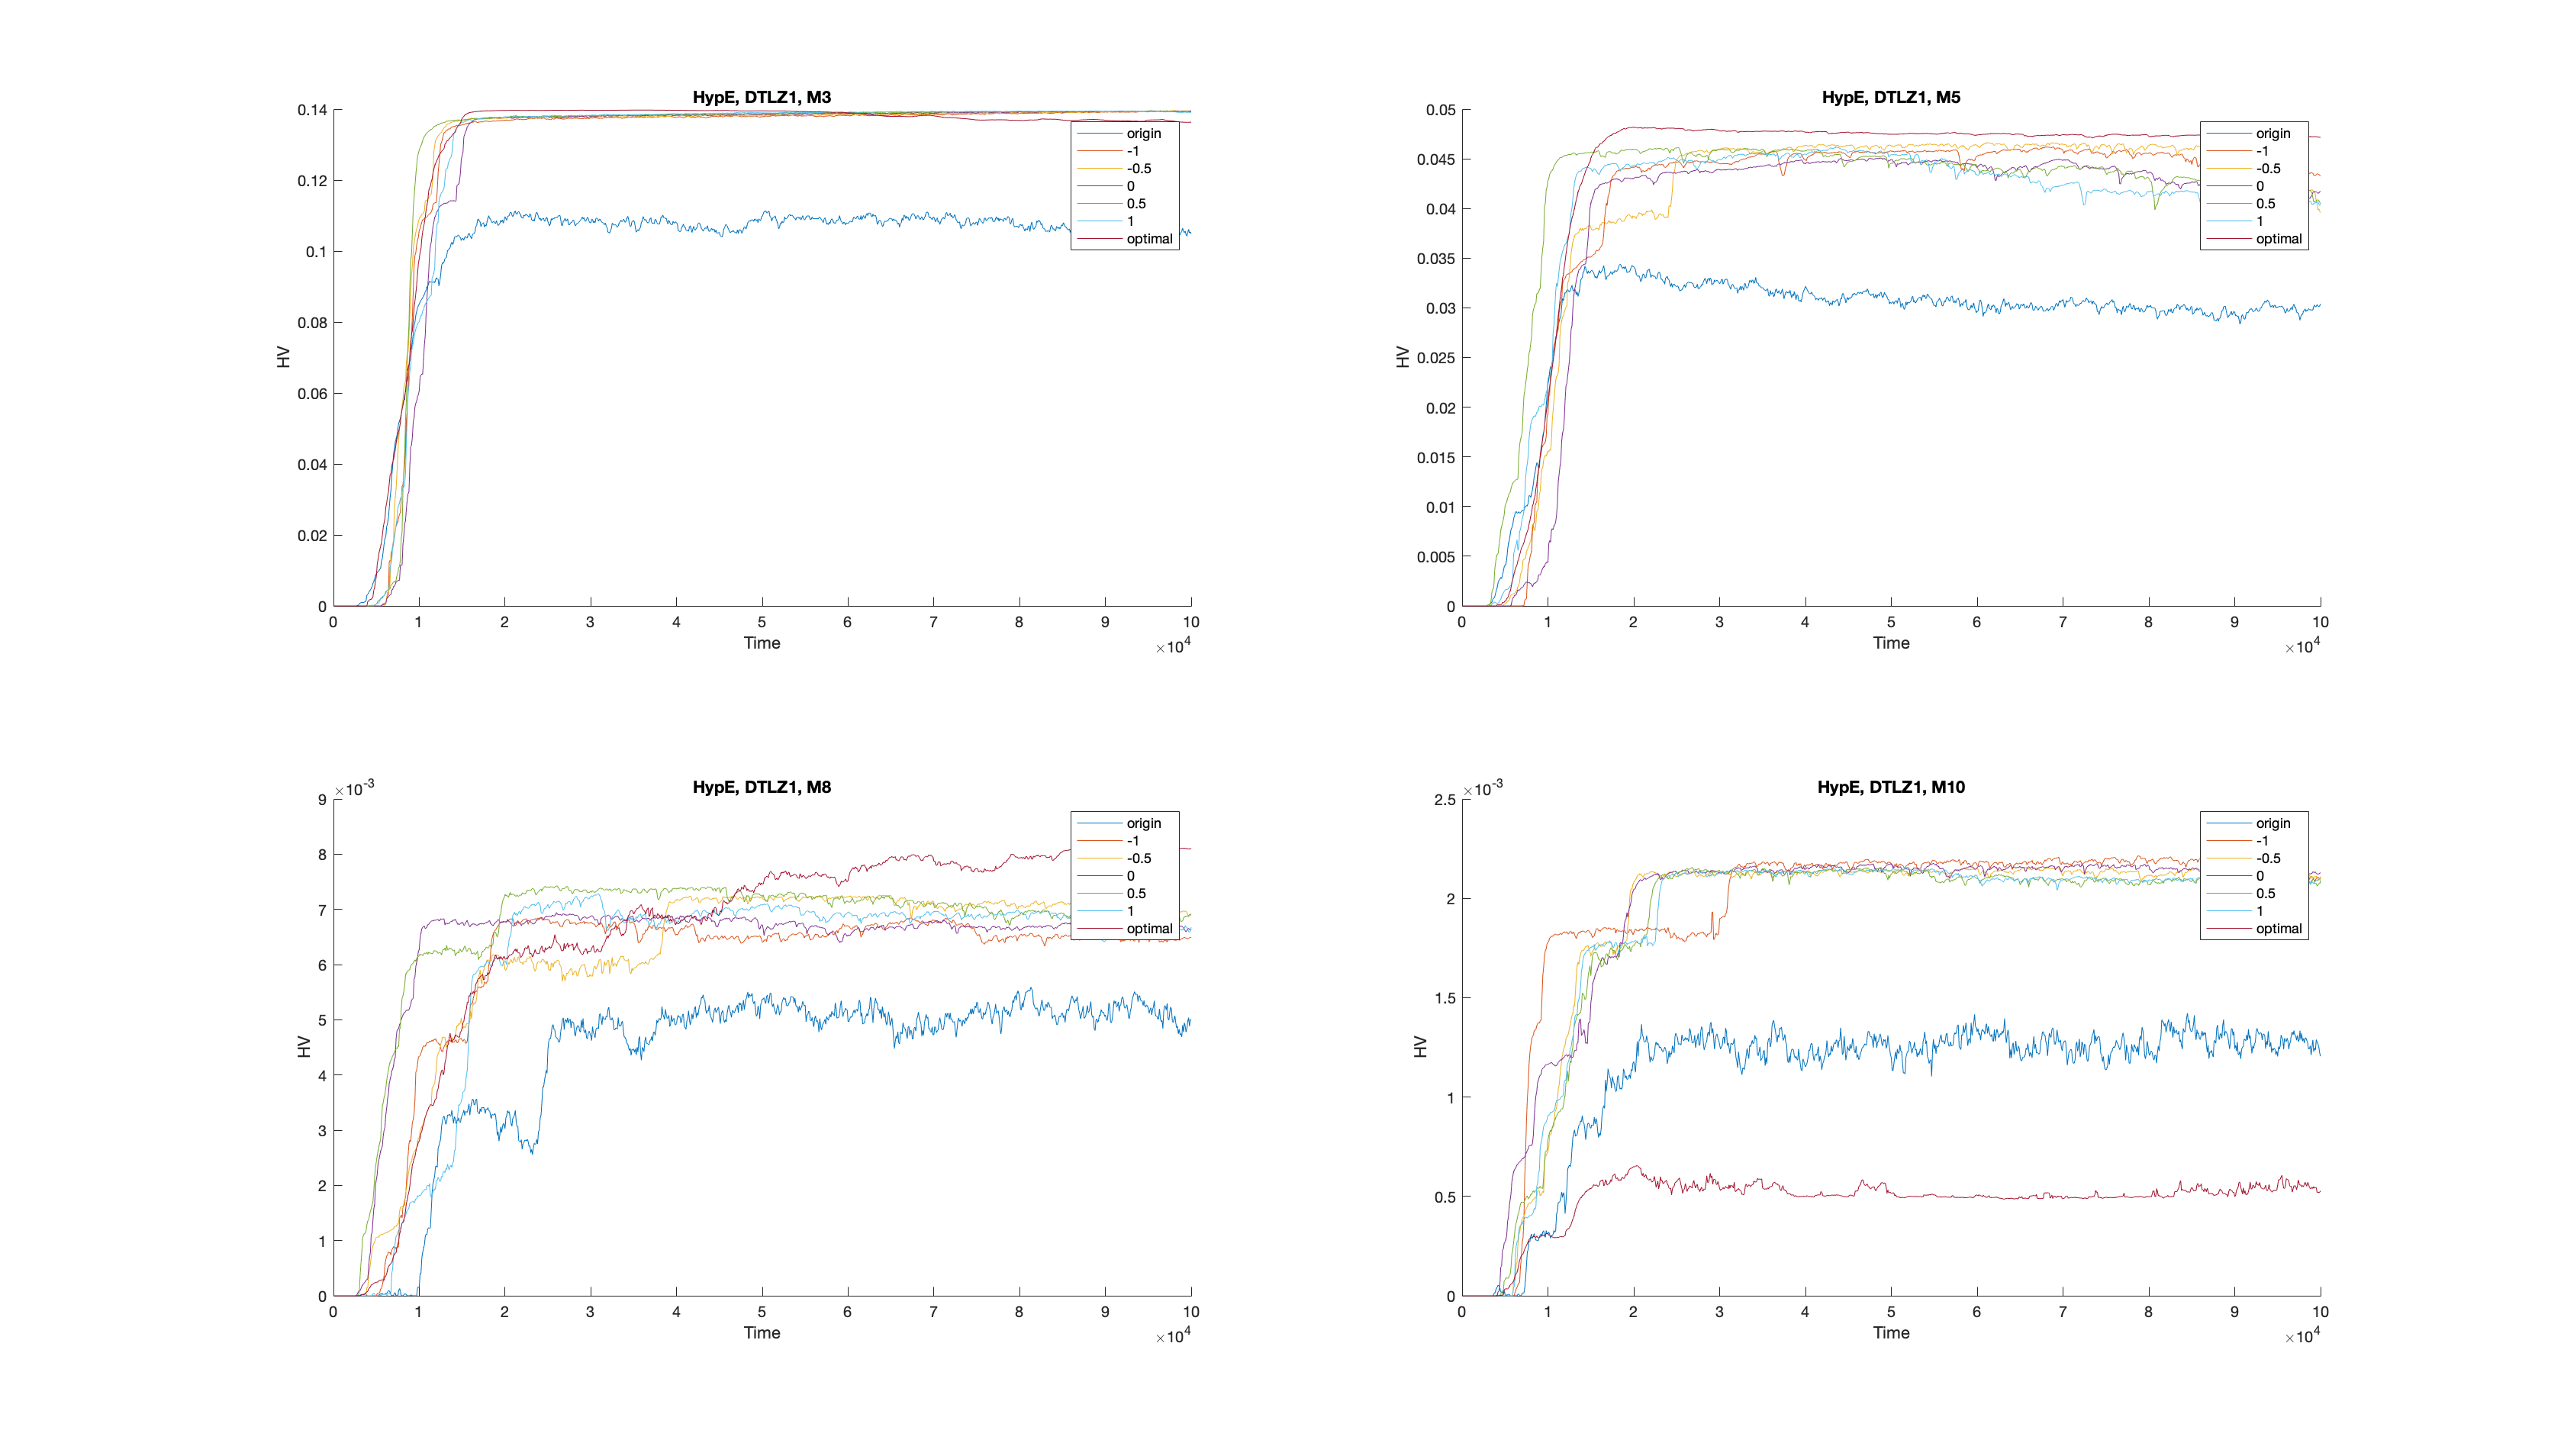 HypE, DTLZ1, M3
0.14
0.12
0.1
0.08
0.06
0.04
0.02
0
HV
0 1 2 3 4 5 6 7 8 9 10
Time
×10^4
origin
-1
-0.5
0
0.5
1
optimal
HypE, DTLZ1, M5
0.05
0.045
0.04
0.035
0.03
0.025
0.02
0.015
0.01
0.005
0
HV
0 1 2 3 4 5 6 7 8 9 10
Time
×10^4
origin
-1
-0.5
0
0.5
1
optimal
HypE, DTLZ1, M8
×10^-3
9
8
7
6
5
4
3
2
1
0
HV
0 1 2 3 4 5 6 7 8 9 10
Time
×10^4
origin
-1
-0.5
0
0.5
1
optimal
HypE, DTLZ1, M10
×10^-3
2.5
2
1.5
1
0.5
0
HV
0 1 2 3 4 5 6 7 8 9 10
Time
×10^4
origin
-1
-0.5
0
0.5
1
optimal